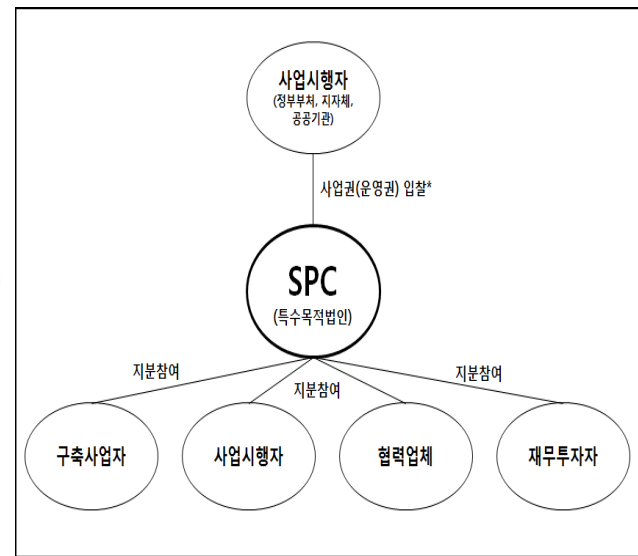 사업시행자
(정부부처, 지자체,
공공기관)
사업권(운영권) 입찰*
SPC
(특수목적법인)
지분참여
지분참여
지분참여
구축사업자
사업시행자
협력업체
재무투자자